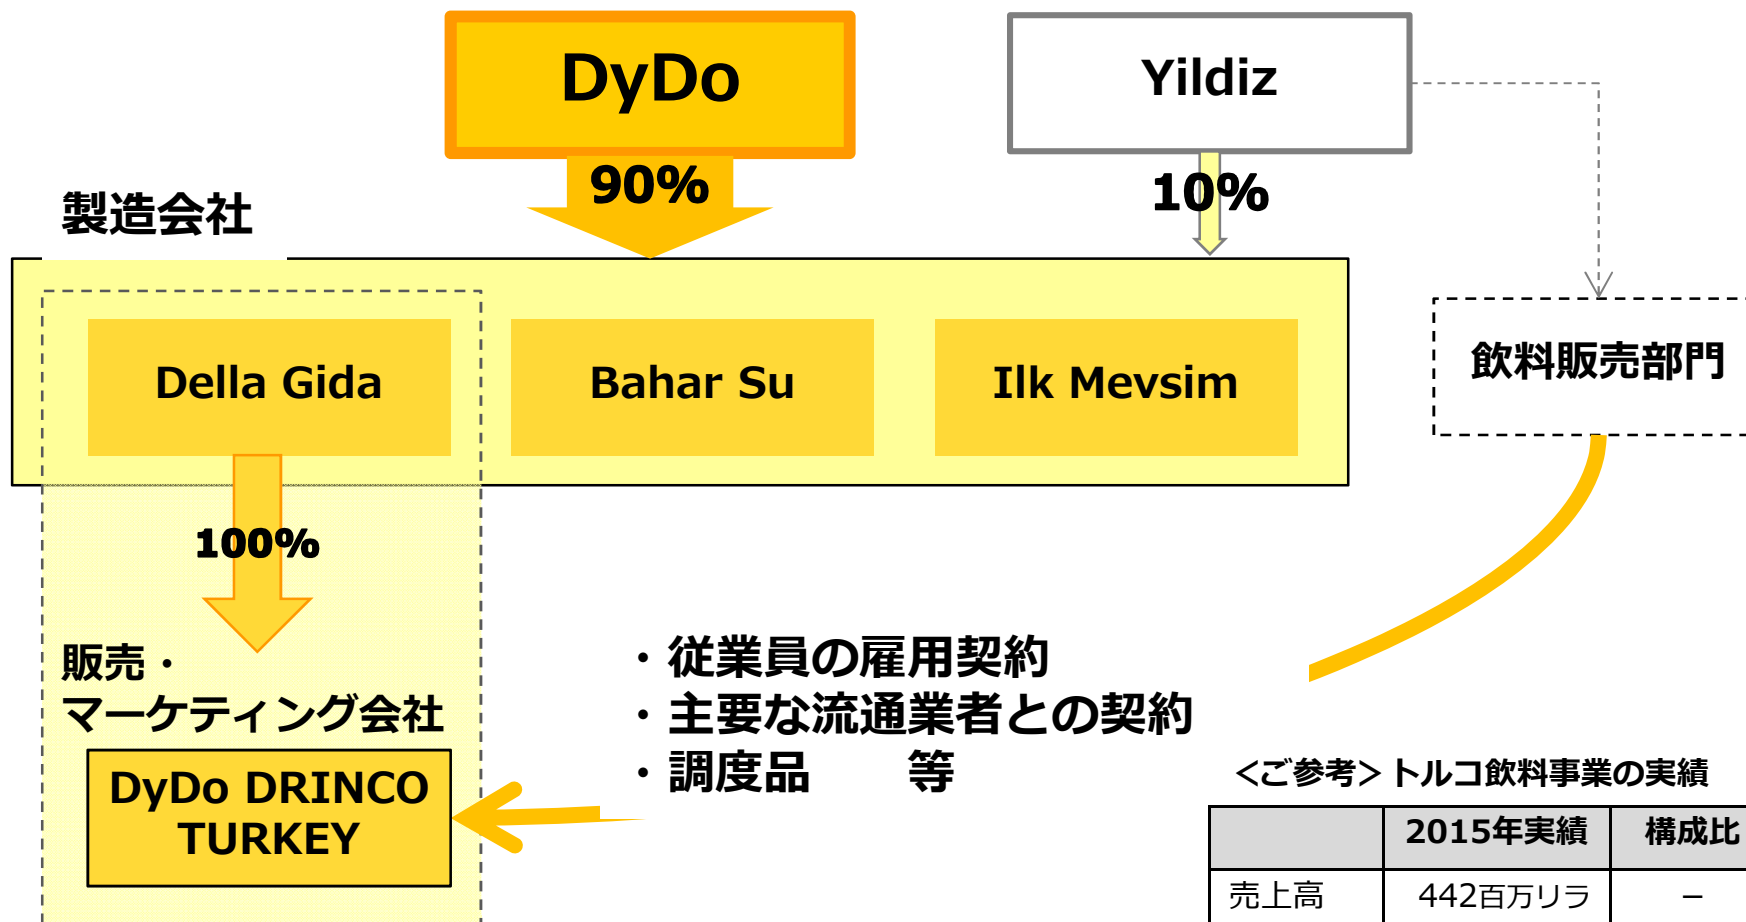 DyDo
Yildiz
90%
10%
製造会社
Della Gida
Bahar Su
Ilk Mevsim
飲料販売部門
100%
販売・
マーケティング会社
DyDo DRINCO
TURKEY
・従業員の雇用契約
・主要な流通業者との契約
・調度品　　等
＜ご参考＞トルコ飲料事業の実績
2015年実績 構成比
売上高 442百万リラ －